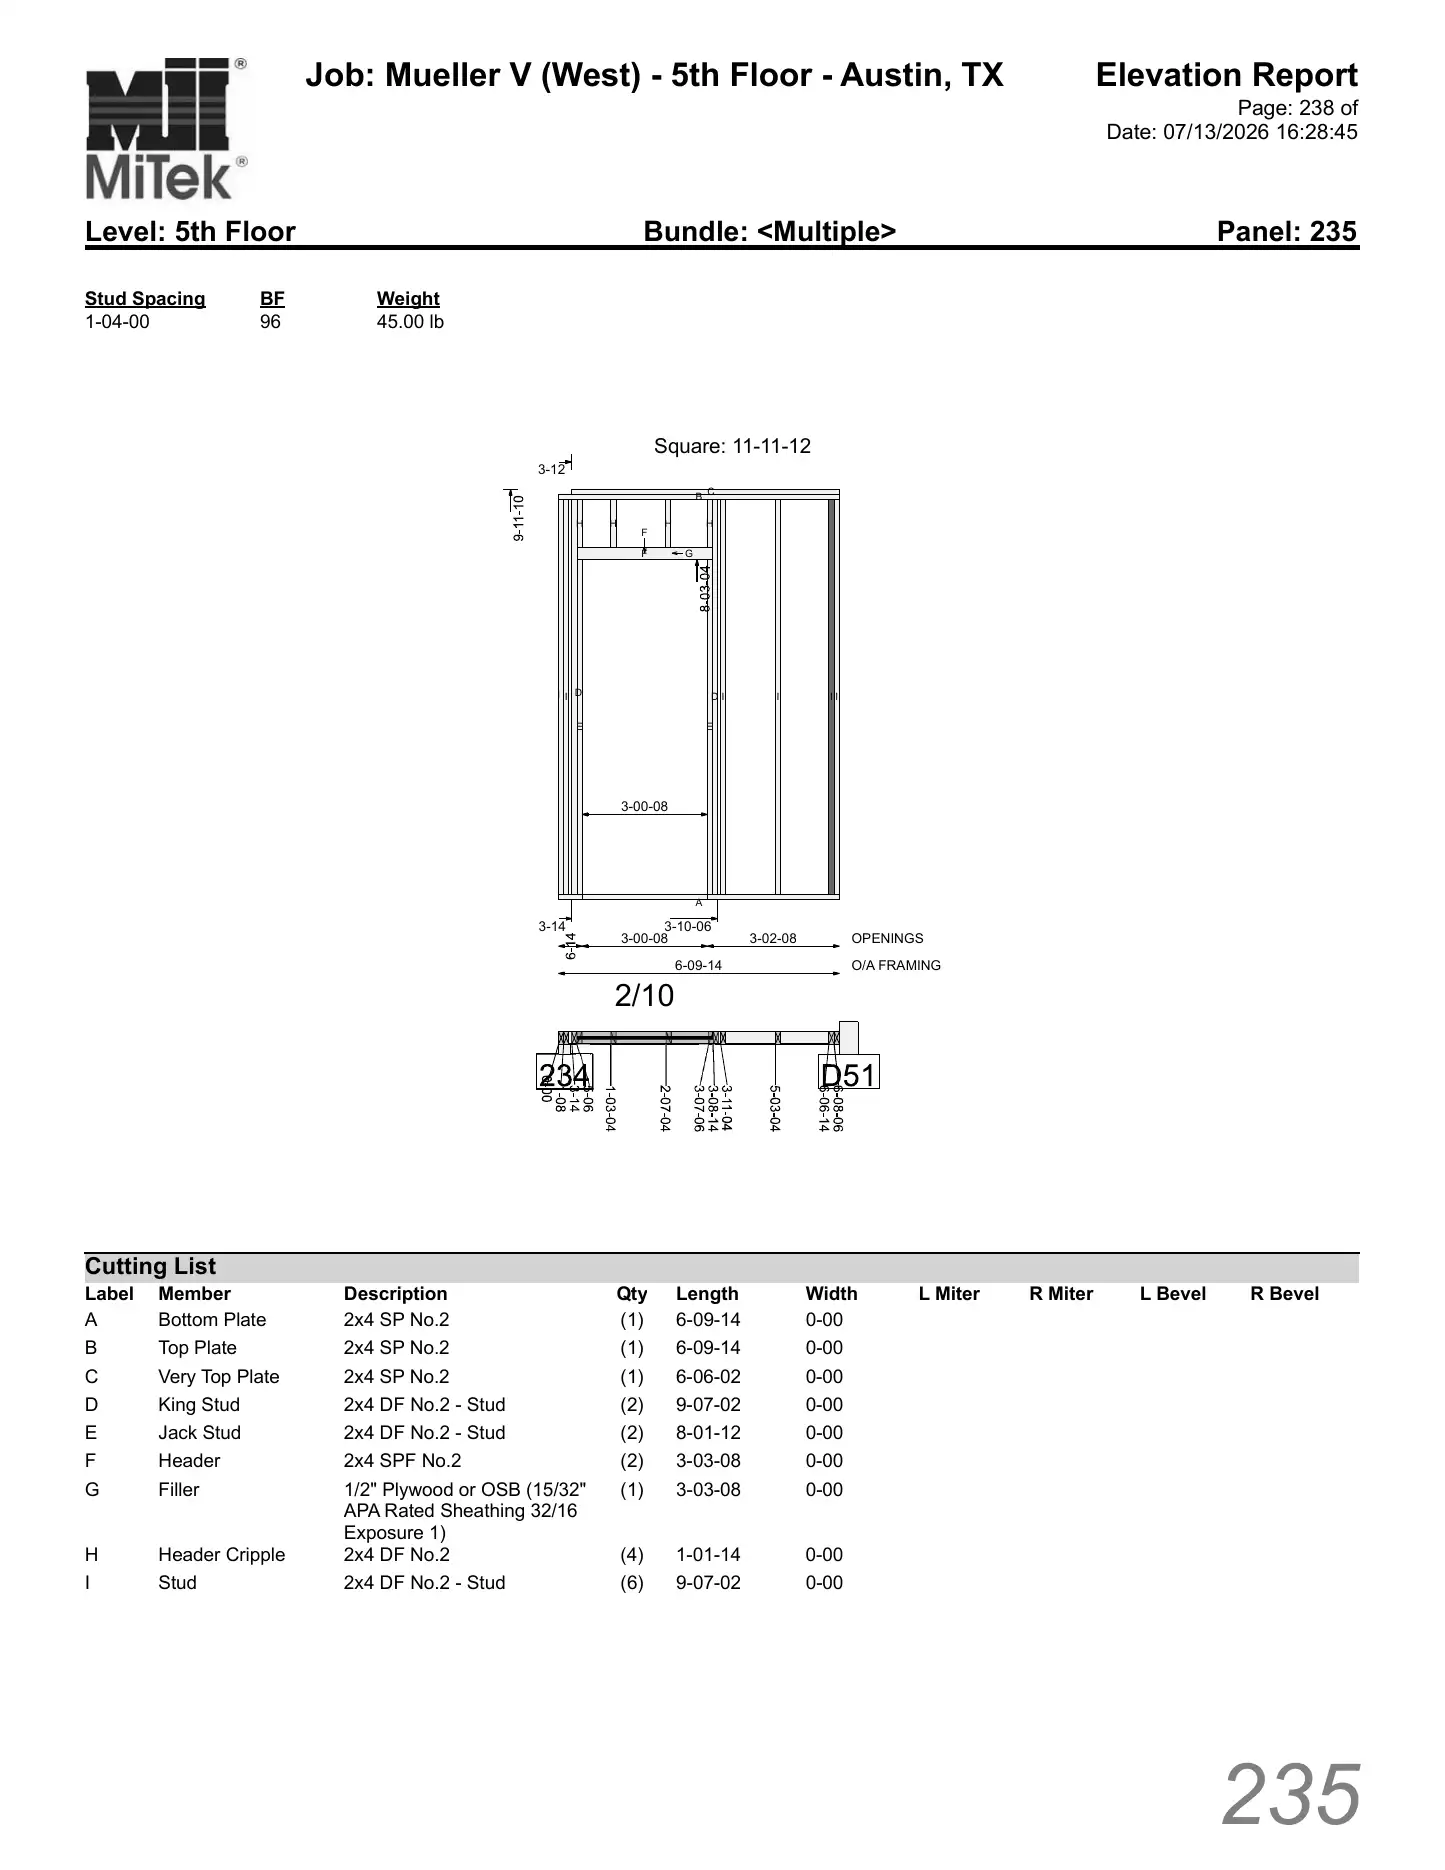 MiTek®
Job: Mueller V (West) - 5th Floor - Austin, TX
Elevation Report
Page: 238 of
Date: 07/13/2026 16:28:45
Level: 5th Floor Bundle: <Multiple> Panel: 235
Stud Spacing BF Weight
1-04-00 96 45.00 lb
Square: 11-11-12
3-12
9-11-10
C
B
H H H H
F
F G
8-03-04
I D D I I I I
E E
3-00-08
A
3-14 3-10-06
6-14 3-00-08 3-02-08 OPENINGS
6-09-14 O/A FRAMING
2/10
234 D51
1-03-04 2-07-04 3-07-06 3-08-14 3-11-04 5-03-04 6-06-14 6-08-06
Cutting List
Label Member Description Qty Length Width L Miter R Miter L Bevel R Bevel
A Bottom Plate 2x4 SP No.2 (1) 6-09-14 0-00
B Top Plate 2x4 SP No.2 (1) 6-09-14 0-00
C Very Top Plate 2x4 SP No.2 (1) 6-06-02 0-00
D King Stud 2x4 DF No.2 - Stud (2) 9-07-02 0-00
E Jack Stud 2x4 DF No.2 - Stud (2) 8-01-12 0-00
F Header 2x4 SPF No.2 (2) 3-03-08 0-00
G Filler 1/2" Plywood or OSB (15/32" (1) 3-03-08 0-00
APA Rated Sheathing 32/16
Exposure 1)
H Header Cripple 2x4 DF No.2 (4) 1-01-14 0-00
I Stud 2x4 DF No.2 - Stud (6) 9-07-02 0-00
235